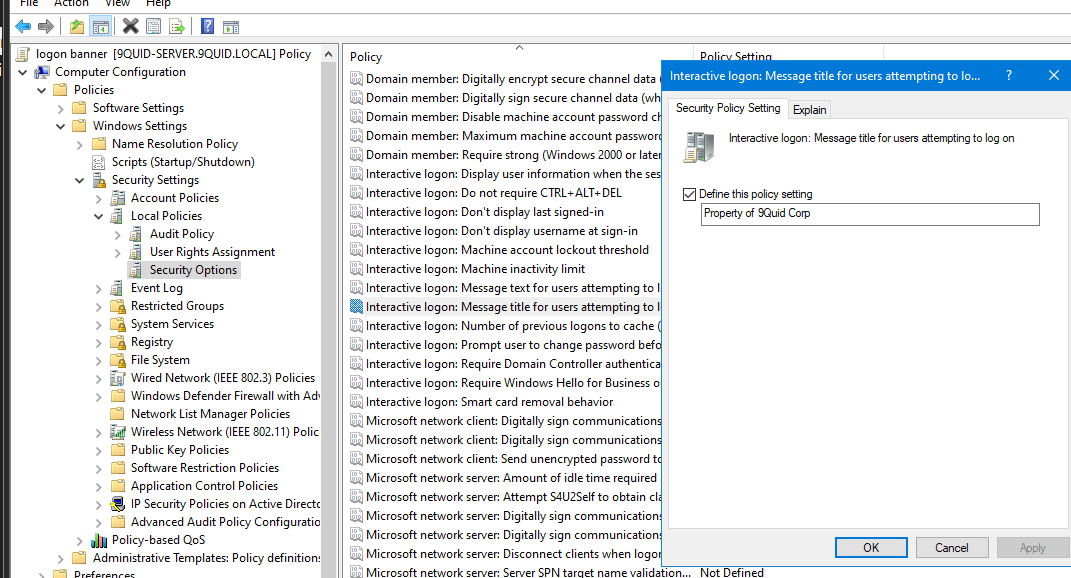 File Action View Help
logon banner [9QUID-SERVER.9QUID.LOCAL] Policy
Computer Configuration
Policies
Software Settings
Windows Settings
Name Resolution Policy
Scripts (Startup/Shutdown)
Security Settings
Account Policies
Local Policies
Audit Policy
User Rights Assignment
Security Options
Event Log
Restricted Groups
System Services
Registry
File System
Wired Network (IEEE 802.3) Policies
Windows Defender Firewall with Adv
Network List Manager Policies
Wireless Network (IEEE 802.11) Polic
Public Key Policies
Software Restriction Policies
Application Control Policies
IP Security Policies on Active Directo
Advanced Audit Policy Configuratio
Policy-based QoS
Administrative Templates: Policy definitions
Preferences
Policy
Policy Setting
Domain member: Digitally encrypt secure channel data (
Domain member: Digitally sign secure channel data (wh
Domain member: Disable machine account password ch
Domain member: Maximum machine account password
Domain member: Require strong (Windows 2000 or later
Interactive logon: Display user information when the ses
Interactive logon: Do not require CTRL+ALT+DEL
Interactive logon: Don't display last signed-in
Interactive logon: Don't display username at sign-in
Interactive logon: Machine account lockout threshold
Interactive logon: Machine inactivity limit
Interactive logon: Message text for users attempting to l
Interactive logon: Message title for users attempting to l
Interactive logon: Number of previous logons to cache (
Interactive logon: Prompt user to change password befo
Interactive logon: Require Domain Controller authentica
Interactive logon: Require Windows Hello for Business o
Interactive logon: Smart card removal behavior
Microsoft network client: Digitally sign communications
Microsoft network client: Digitally sign communications
Microsoft network client: Send unencrypted password to
Microsoft network server: Amount of idle time required
Microsoft network server: Attempt S4U2Self to obtain cla
Microsoft network server: Digitally sign communications
Microsoft network server: Digitally sign communications
Microsoft network server: Disconnect clients when logon
Microsoft network server: Server SPN target name validation... Not Defined
Interactive logon: Message title for users attempting to lo...
Security Policy Setting
Explain
Interactive logon: Message title for users attempting to log on
Define this policy setting
Property of 9Quid Corp
OK
Cancel
Apply